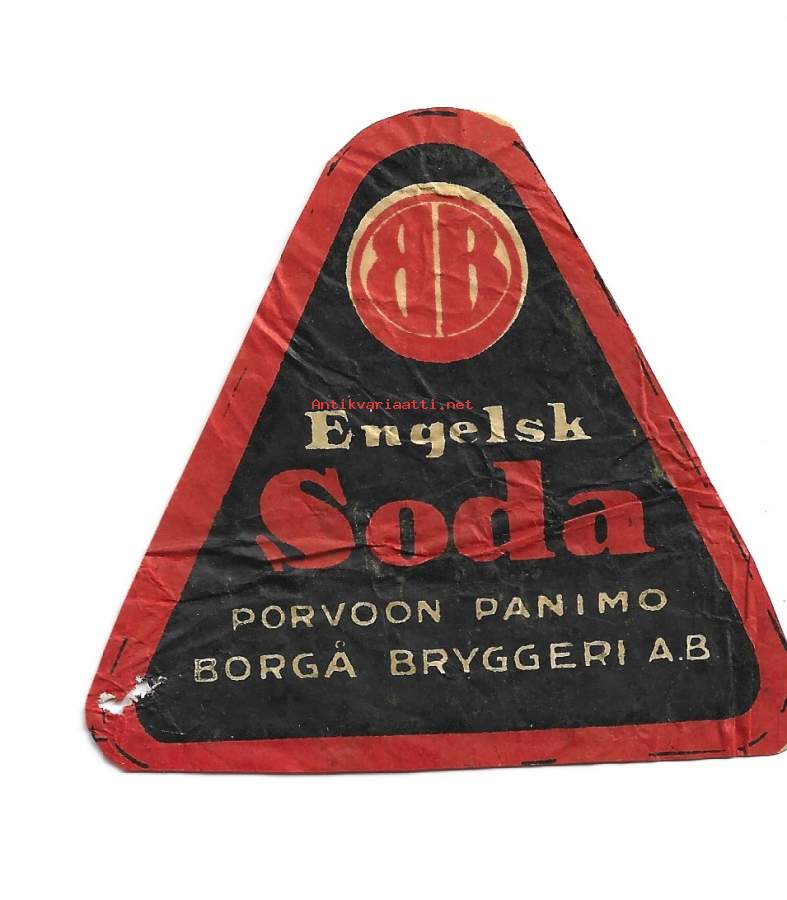 BB
Antikvariaatti.net
Engelsk
Soda
PORVOON PANIMO
BORGÅ BRYGGERI A.B